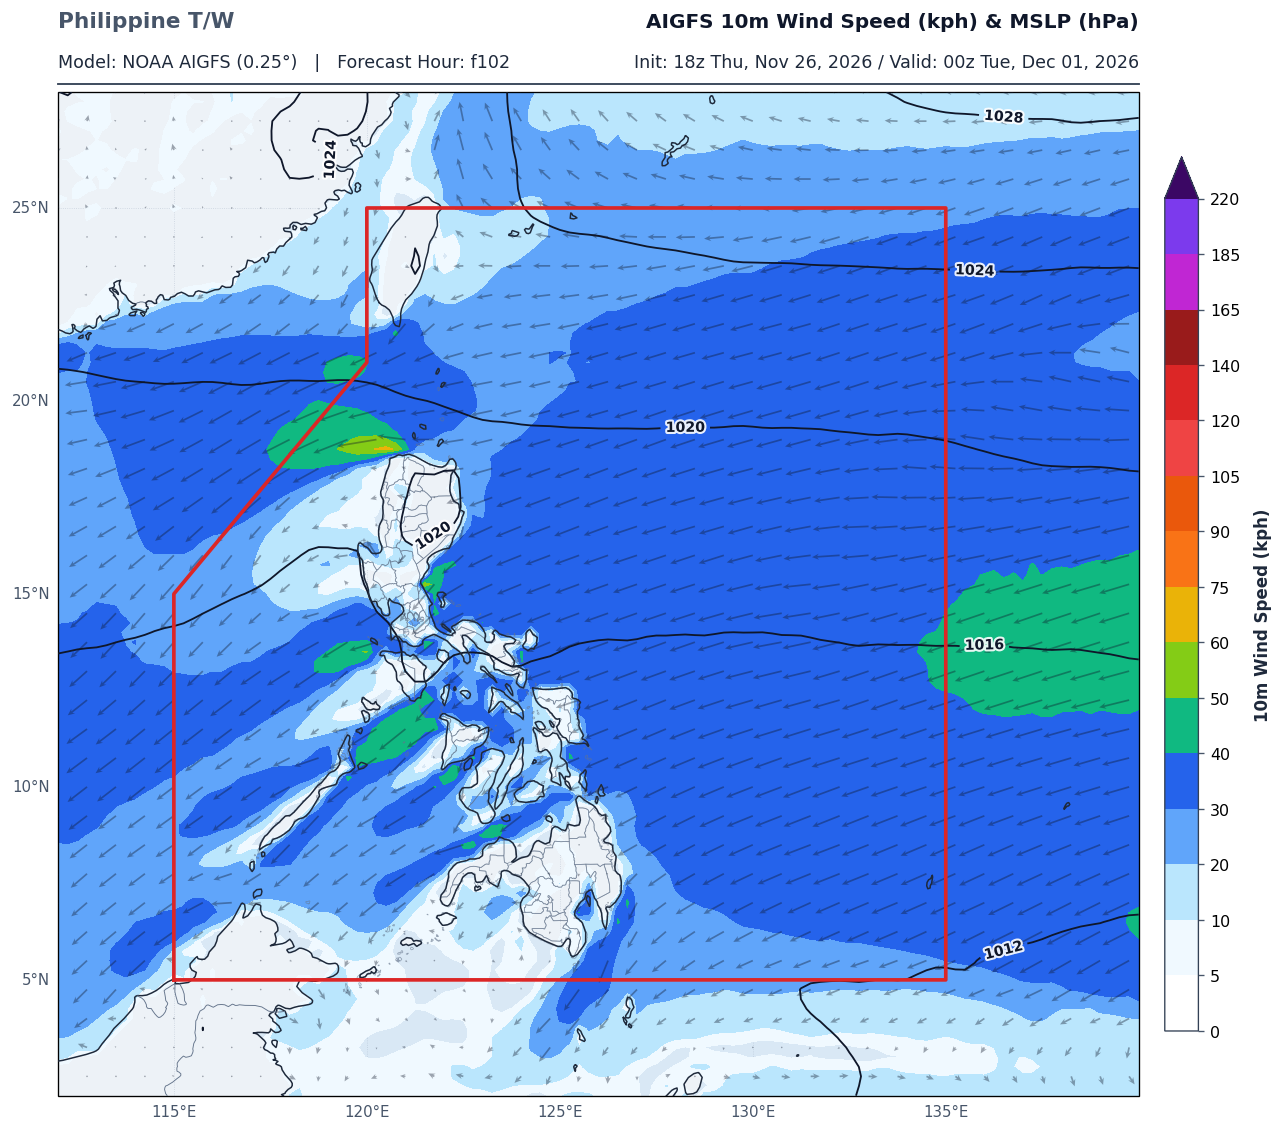 Philippine T/W
AIGFS 10m Wind Speed (kph) & MSLP (hPa)
Model: NOAA AIGFS (0.25°) | Forecast Hour: f102
Init: 18z Thu, Nov 26, 2026 / Valid: 00z Tue, Dec 01, 2026
1028
1024
25°N
1024
20°N
1020
1020
15°N
1016
10°N
1012
5°N
115°E
120°E
125°E
130°E
135°E
220
185
165
140
120
105
90
75
60
50
40
30
20
10
5
0
10m Wind Speed (kph)